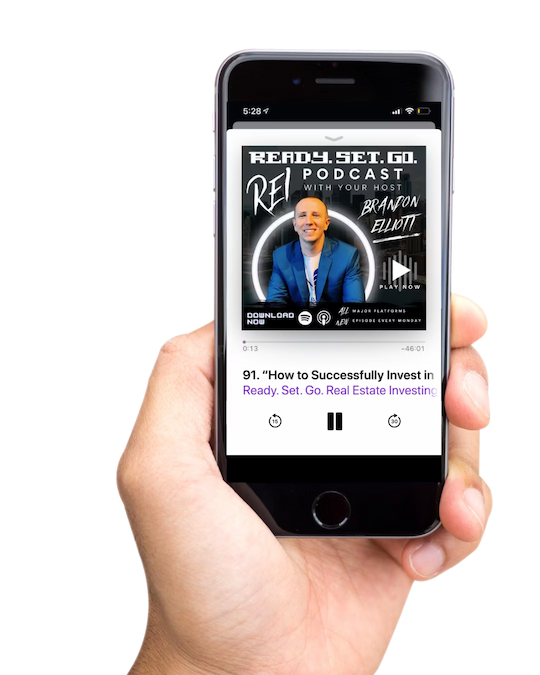 5:28
READY. SET. GO.
REI PODCAST
WITH YOUR HOST
BRANDON
ELLIOTT
PLAY NOW
DOWNLOAD
NOW
ALL MAJOR PLATFORMS
NEW EPISODE EVERY MONDAY
0:13
-46:01
91. “How to Successfully Invest in
Ready. Set. Go. Real Estate Investing
15
30